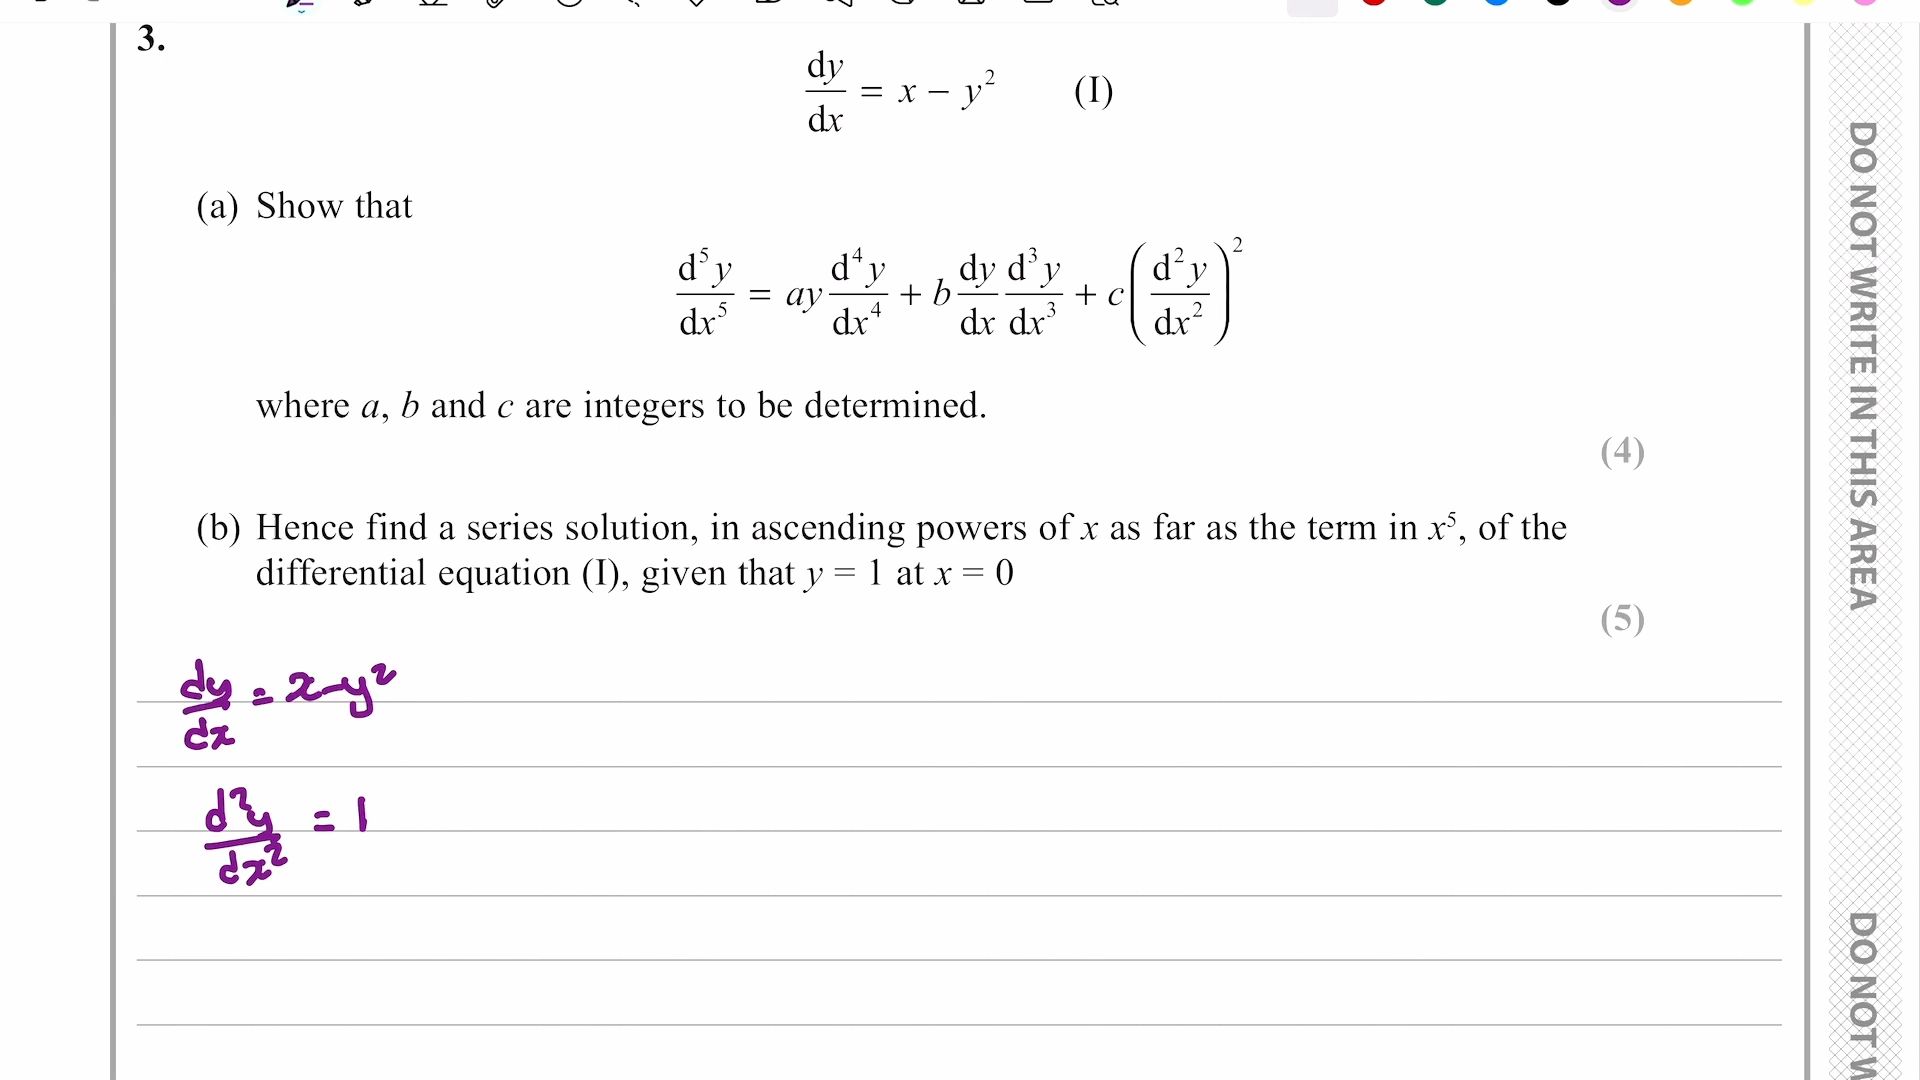 3.
dy/dx = x − y² (I)
(a) Show that
d⁵y/dx⁵ = ay d⁴y/dx⁴ + b dy/dx d³y/dx³ + c(d²y/dx²)²
where a, b and c are integers to be determined.
(4)
(b) Hence find a series solution, in ascending powers of x as far as the term in x⁵, of the
differential equation (I), given that y = 1 at x = 0
(5)
dy/dx = x-y²
d²y/dx² = 1
DO NOT WRITE IN THIS AREA
DO NOT W